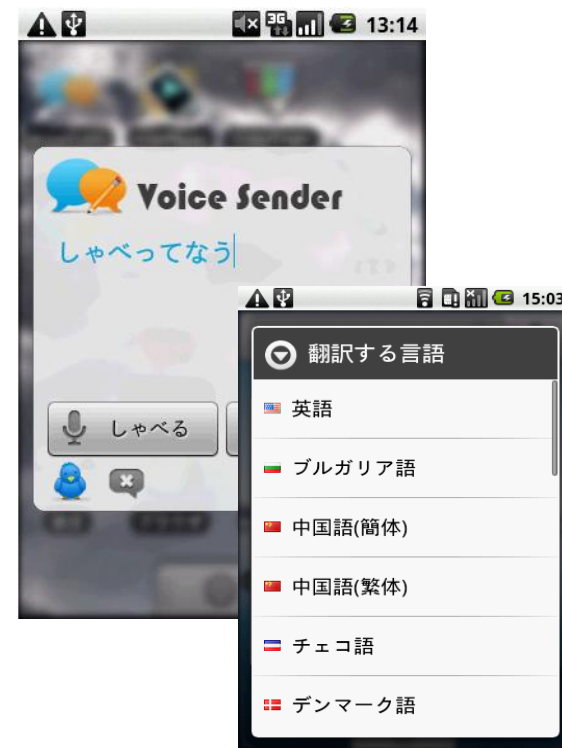 3G
13:14
Voice Sender
しゃべってなう
しゃべる
15:03
翻訳する言語
英語
ブルガリア語
中国語(簡体)
中国語(繁体)
チェコ語
デンマーク語